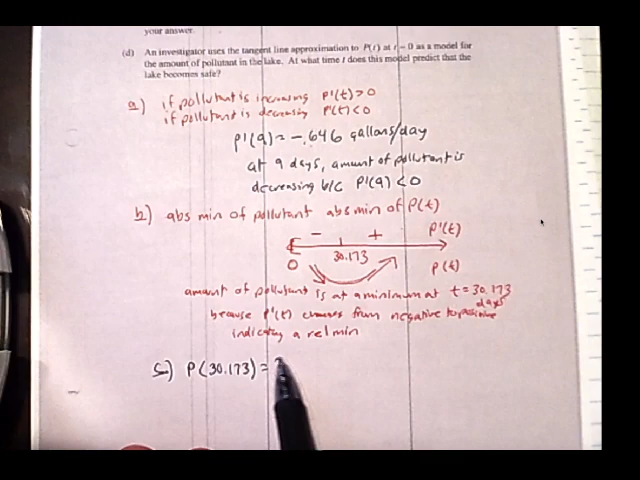 your answer.
(d) An investigator uses the tangent line approximation to P(t) at t = 0 as a model for
the amount of pollutant in the lake. At what time t does this model predict that the
lake becomes safe?
a) if pollutant is increasing P'(t)>0
if pollutant is decreasing P'(t)<0
P'(9) = -.646 gallons/day
at 9 days, amount of pollutant is
decreasing b/c P'(9) < 0
b) abs min of pollutant abs min of P(t)
- + P'(t)
0 30.173 P(t)
amount of pollutant is at a minimum at t = 30.173
days
because P'(t) changes from negative to positive
indicating a rel min
c) P(30.173) =